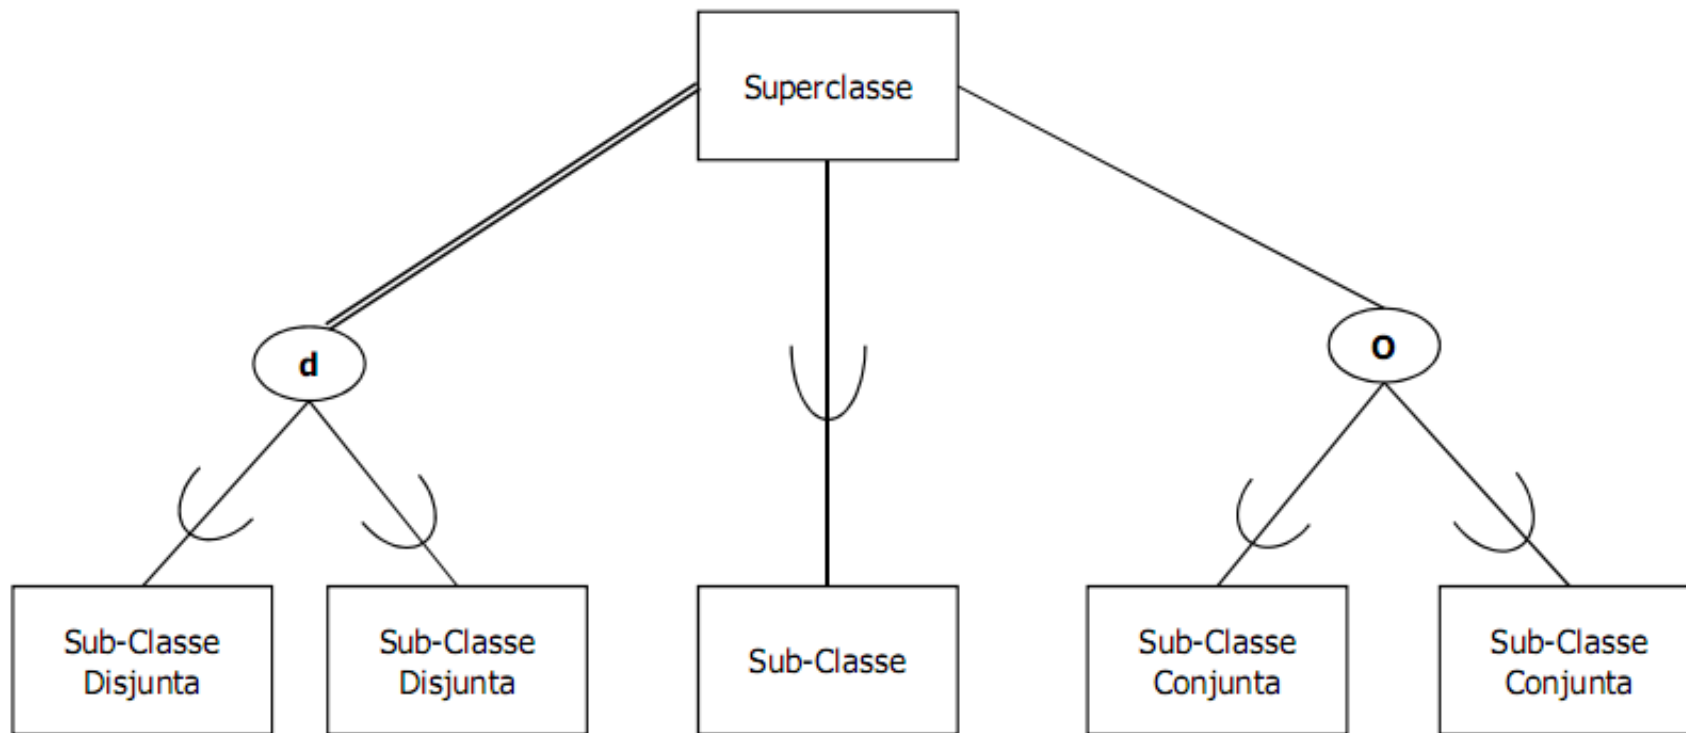 Superclasse
d
O
Sub-Classe
Disjunta
Sub-Classe
Disjunta
Sub-Classe
Sub-Classe
Conjunta
Sub-Classe
Conjunta